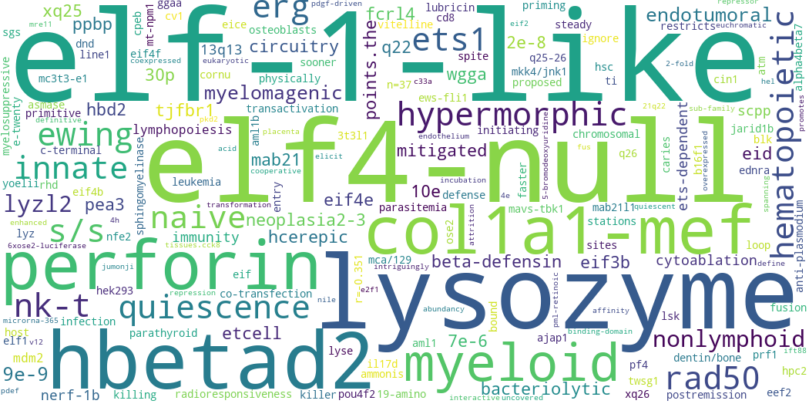 elf-1-like
elf4-null
lysozyme
hbetad2
perforin
col1a1-mef
myeloid
hypermorphic
hematopoietic
innate
ewing
naive
quiescence
nk-t
s/s
rad50
nonlymphoid
ets1
erg
lyzl2
xq25
ppbp
fcrl4
endotumoral
circuitry
13q13
q22
2e-8
30p
wgga
myelomagenic
points.the
restricts
euchromatic
repressor
pdgf-driven
ggaa
cv1
eice
mt-npm1
cpeb
osteoblasts
vitelline
lubricin
cd8
priming
steady
ignore
2-fold
q25-26
mkk4/jnk1
hsc
ti
proposed
cin1
atm
hel
sgs
dnd
line1
eif4f
mc3t3-e1
physically
sooner
spite
n=37
c33a
eif2
coexpressed
mre11
eukaryotic
cornu
transactivation
asmase
hbd2
tjfbr1
ews-fli1
initiating
chromosomal
21q22
sub-family
scpp
jarid1b
blk
alpha4beta7
promotes
primitive
definitive
pkd2
aml1b
placenta
3t3l1
endothelium
mitigated
5-bromodeoxyuridine
fus
q26
b16f1
overexpressed
ets-dependent
caries
eid
ednra
spanning
myelosuppressive
e-twenty
c-terminal
lymphopoiesis
sphingomyelinase
mab21
acid
elicit
incubation
faster
yoelii
rhd
eif4b
leukemia
cooperative
entry
10e
defense
4e
mab21l1
quiescent
loop
pea3
transformation
eif4e
parasitemia
mavs-tbk1
stations
anti-plasmodium
lyz
nfe2
neoplasia2-3
attrition
ose2
enhanced
4h
6xose2-luciferase
immunity
hcerepic
tissues.ccke
mca/129
sites
jumonji
eif
intriguingly
beta-defensin
eif3b
cytoablation
define
hek293
repression
co-transfection
r=-0.351
bound
pml-retinoic
affinity
lsk
microrna-365
infection
nile
e2f1
abundancy
fusion
host
parathyroid
etcell
7e-6
binding-domain
elf1
v12
aml1
ajap1
mdm2
lyse
il17d
pf4
dentin/bone
prf1
ift88
9e-9
ammonis
bacteriolytic
twsg1
hpc2
pdef
nerf-1b
killing
radioresponsiveness
killer
pou4f2
19-amino
interactive
uncovered
postremission
xq26
eef2